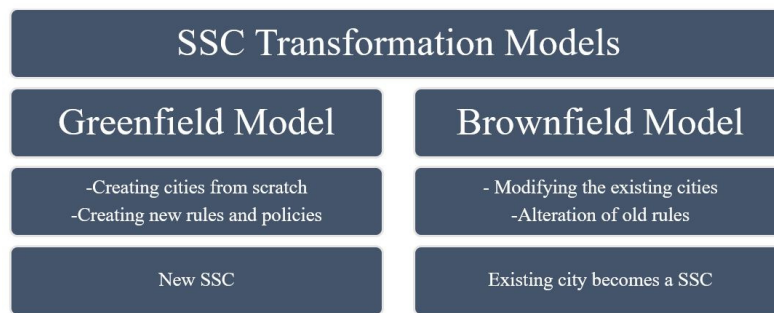 SSC Transformation Models
Greenfield Model
Brownfield Model
-Creating cities from scratch
-Creating new rules and policies
- Modifying the existing cities
-Alteration of old rules
New SSC
Existing city becomes a SSC